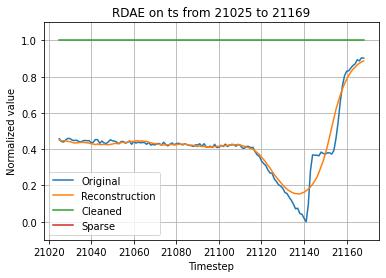 RDAE on ts from 21025 to 21169
Normalized value
1.0
0.8
0.6
0.4
0.2
0.0
Original
Reconstruction
Cleaned
Sparse
21020 21040 21060 21080 21100 21120 21140 21160
Timestep